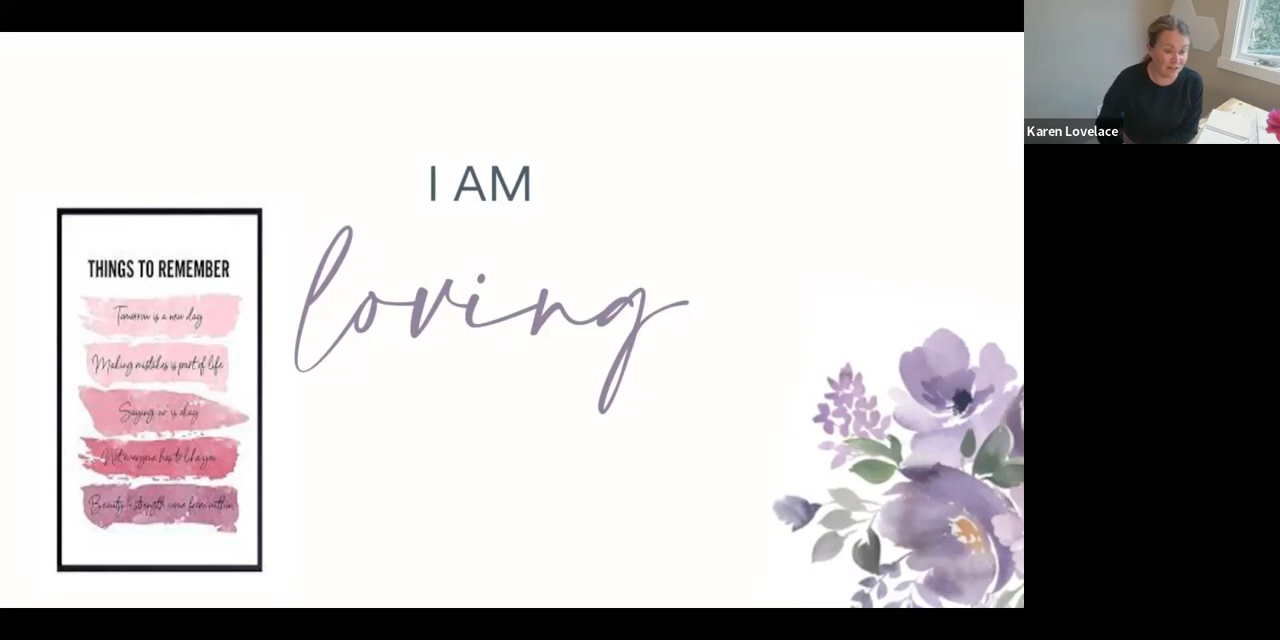 I AM
loving
THINGS TO REMEMBER
Tomorrow is a new day
Making mistakes is part of life
Saying 'no' is okay
Not everyone has to like you
Beauty & strength come from within
Karen Lovelace